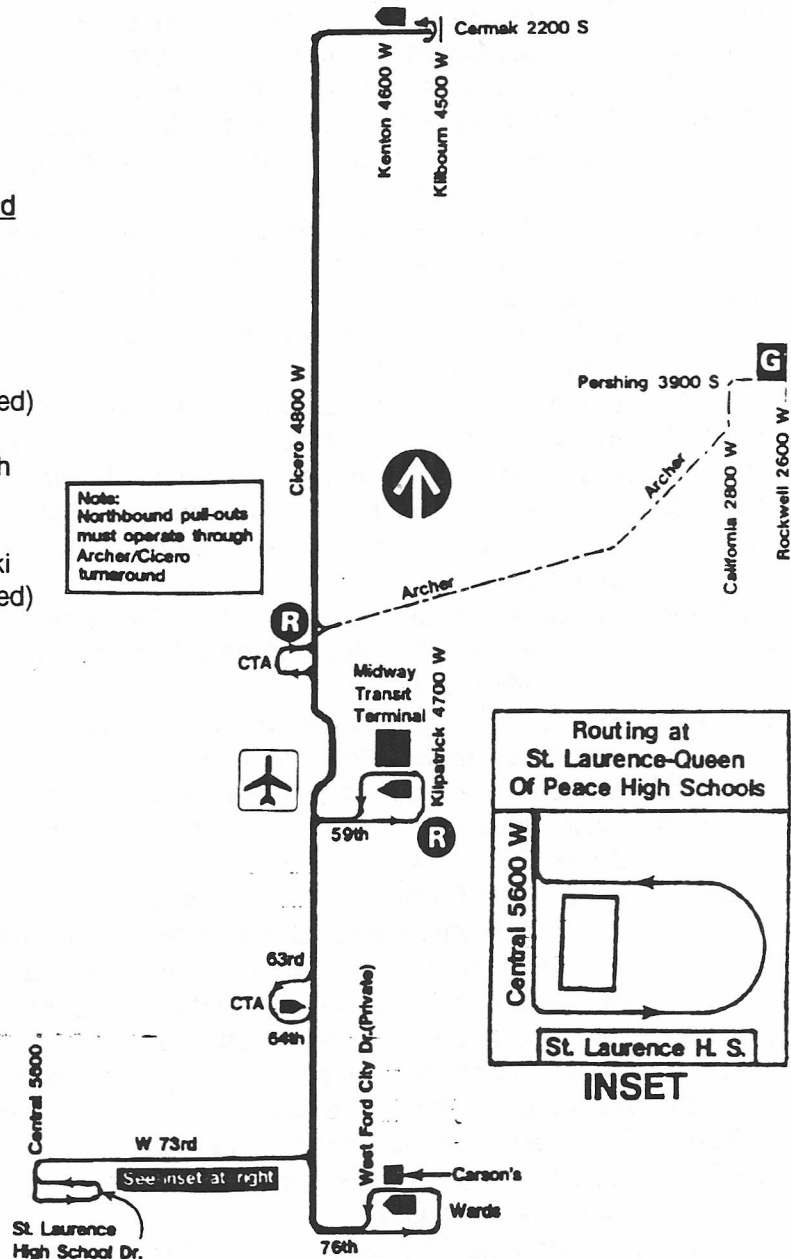 Cermak 2200 S
Kenton 4600 W
Kilbourn 4500 W
d
Cicero 4800 W
Pershing 3900 S
G
ed)
h
ki
ed)
Archer
California 2800 W
Rockwell 2600 W
Note:
Northbound pull-outs
must operate through
Archer/Cicero
turnaround
Archer
R
CTA
Midway
Transit
Terminal
Kilpatrick 4700 W
59th
R
Routing at
St. Laurence-Queen
Of Peace High Schools
Central 5600 W
St. Laurence H. S.
INSET
63rd
CTA
64th
West Ford City Dr.(Private)
Central 5600
W 73rd
See inset at right
Carson's
Wards
St. Laurence
High School Dr.
76th